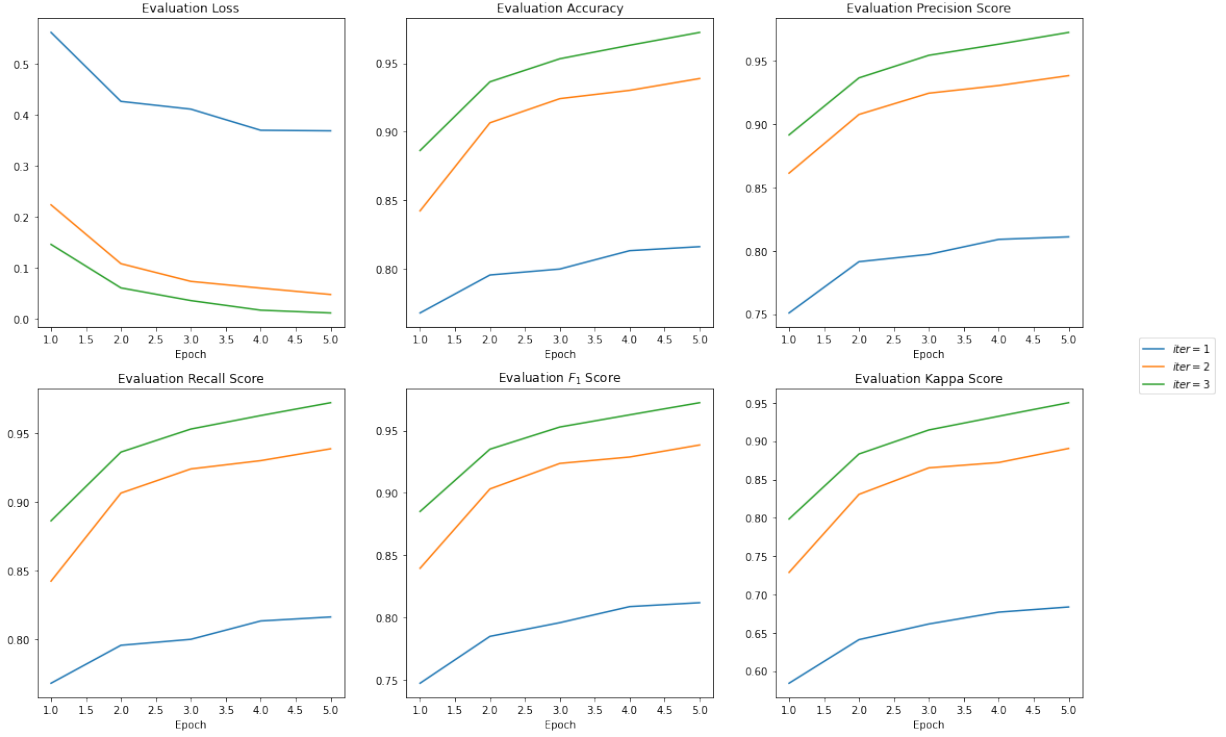 Evaluation Loss
0.5
0.4
0.3
0.2
0.1
0.0
1.0 1.5 2.0 2.5 3.0 3.5 4.0 4.5 5.0
Epoch
Evaluation Accuracy
0.95
0.90
0.85
0.80
1.0 1.5 2.0 2.5 3.0 3.5 4.0 4.5 5.0
Epoch
Evaluation Precision Score
0.95
0.90
0.85
0.80
0.75
1.0 1.5 2.0 2.5 3.0 3.5 4.0 4.5 5.0
Epoch
iter = 1
iter = 2
iter = 3
Evaluation Recall Score
0.95
0.90
0.85
0.80
1.0 1.5 2.0 2.5 3.0 3.5 4.0 4.5 5.0
Epoch
Evaluation F₁ Score
0.95
0.90
0.85
0.80
0.75
1.0 1.5 2.0 2.5 3.0 3.5 4.0 4.5 5.0
Epoch
Evaluation Kappa Score
0.95
0.90
0.85
0.80
0.75
0.70
0.65
0.60
1.0 1.5 2.0 2.5 3.0 3.5 4.0 4.5 5.0
Epoch